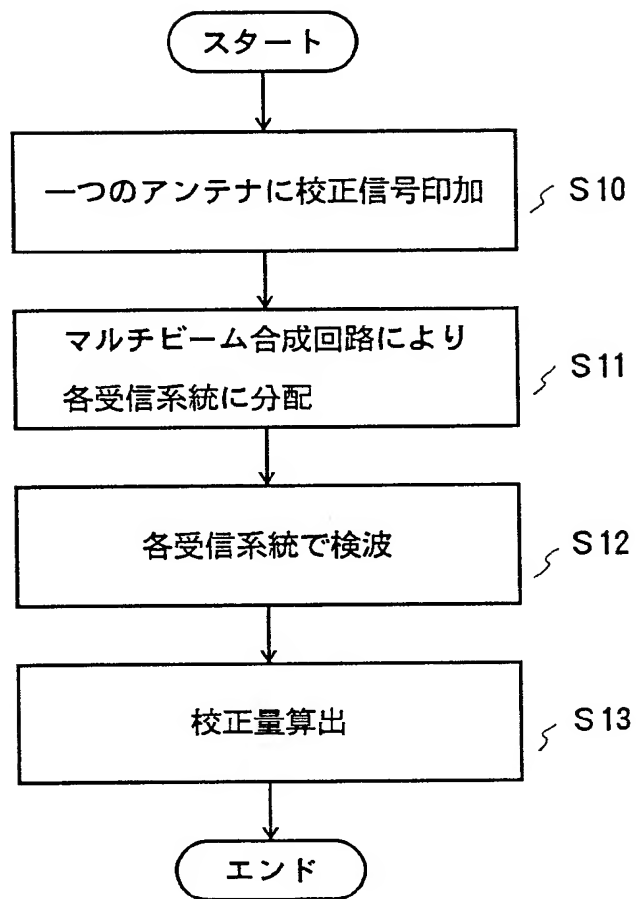 スタート
一つのアンテナに校正信号印加
S10
マルチビーム合成回路により
各受信系統に分配
S11
各受信系統で検波
S12
校正量算出
S13
エンド